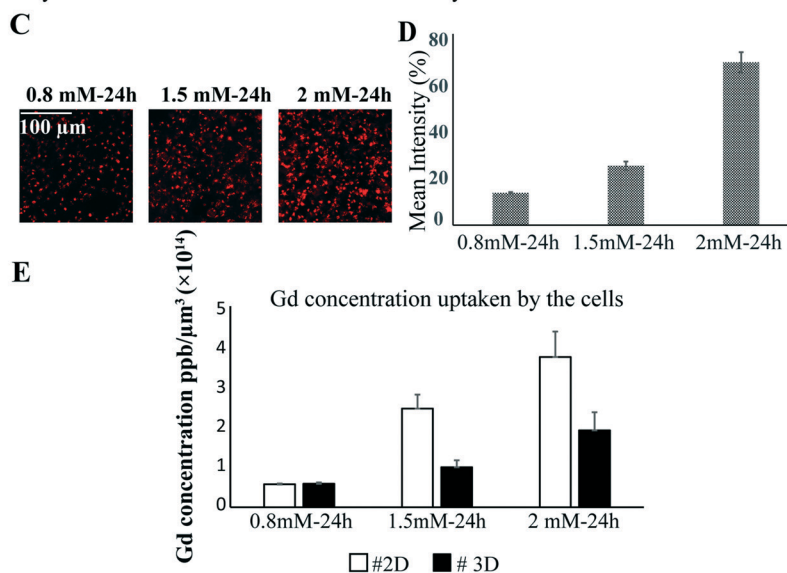 C
0.8 mM-24h 1.5 mM-24h 2 mM-24h
100 µm
D
Mean Intensity (%)
80
60
40
20
0
0.8mM-24h 1.5mM-24h 2mM-24h
E
Gd concentration uptaken by the cells
Gd concentration ppb/µm³ (×10¹⁴)
5
4
3
2
1
0
0.8mM-24h 1.5mM-24h 2 mM-24h
#2D # 3D